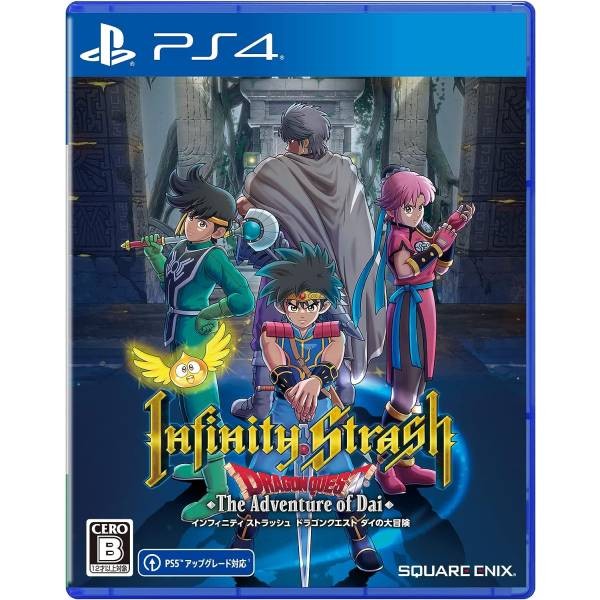 PS4
Infinity Strash
DRAGON QUEST
The Adventure of Dai
インフィニティ ストラッシュ ドラゴンクエスト ダイの大冒険
CERO
B
12才以上対象
PS5™ アップグレード対応
SQUARE ENIX.